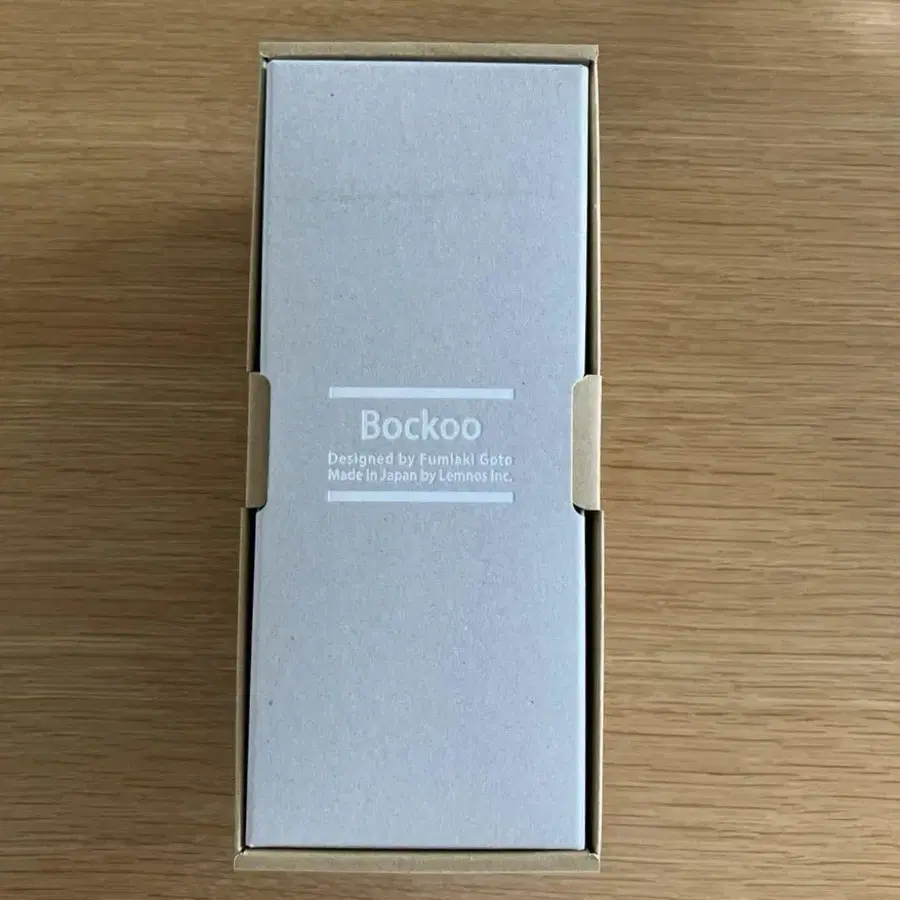 Bockoo
Designed by Fumiaki Goto
Made in Japan by Lemnos Inc.